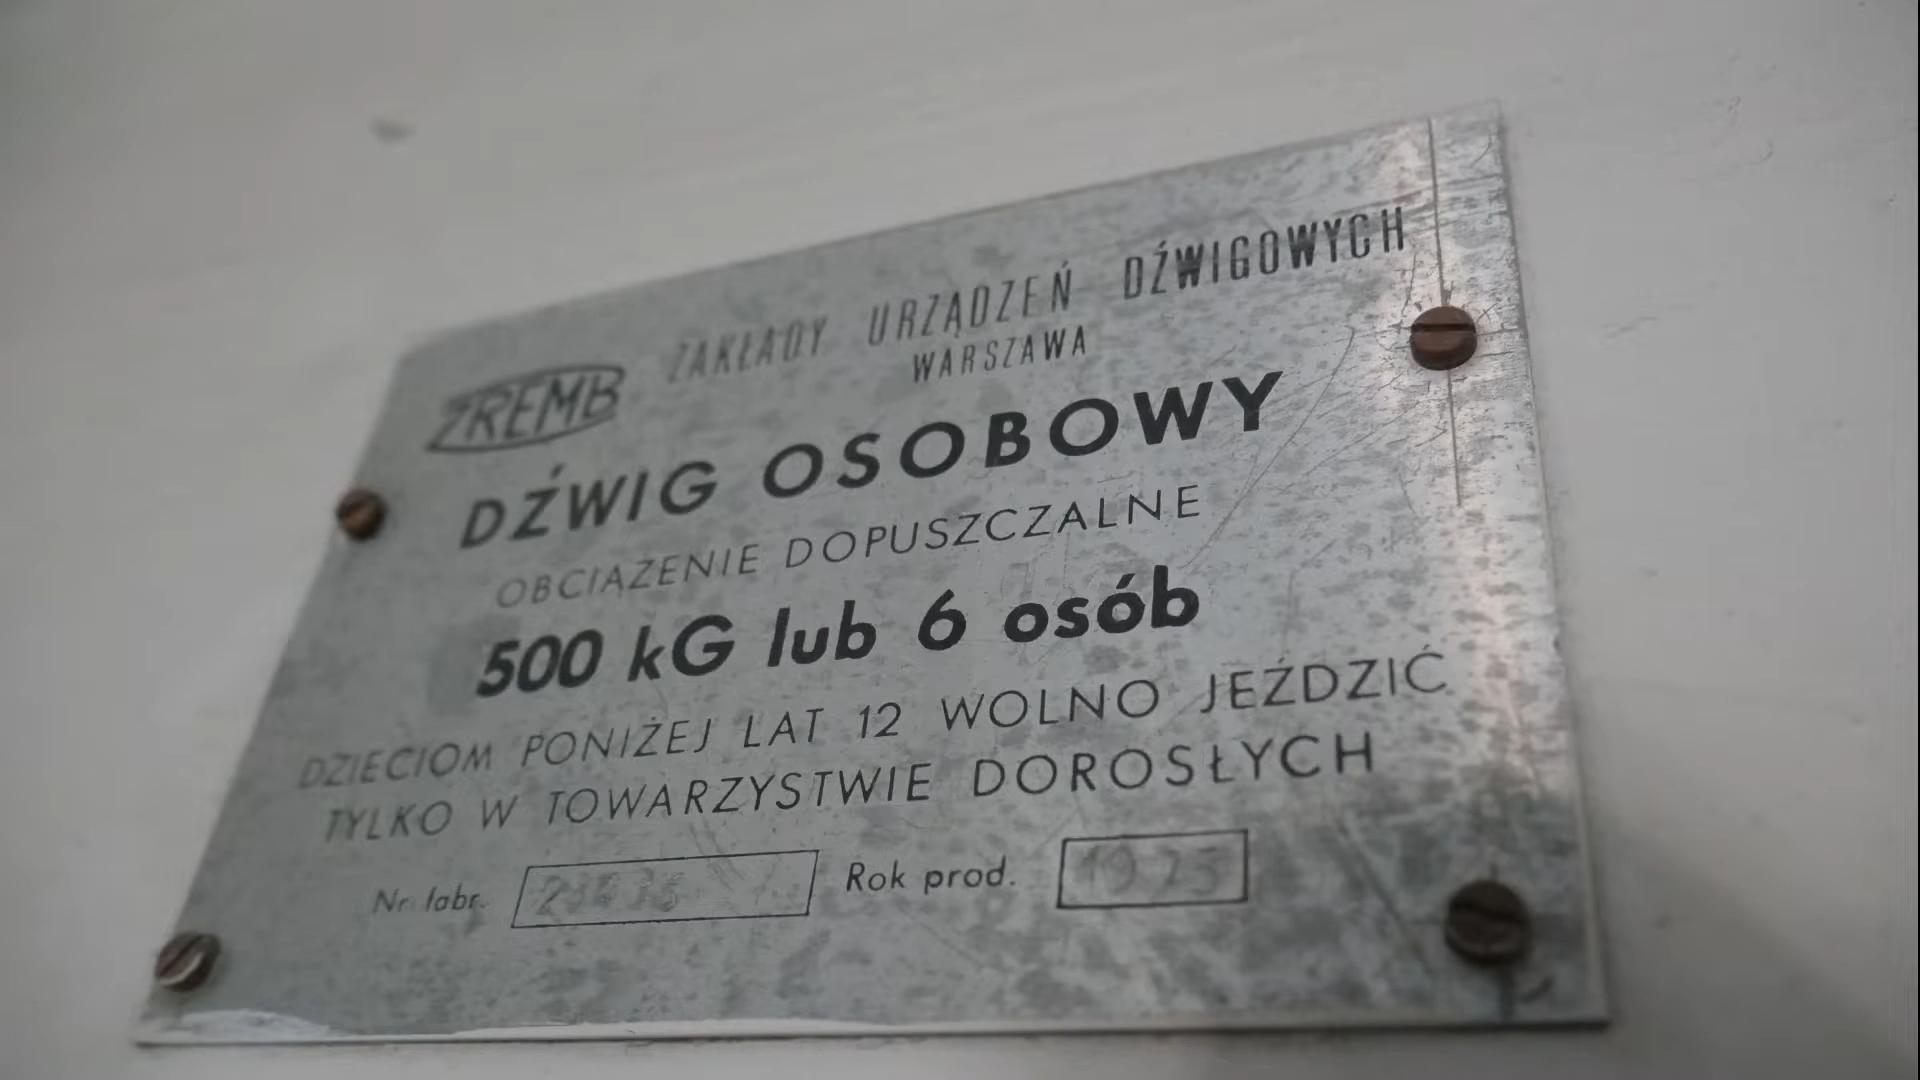 ZREMB
ZAKŁADY URZĄDZEŃ DŹWIGOWYCH
WARSZAWA
DŹWIG OSOBOWY
OBCIĄŻENIE DOPUSZCZALNE
500 kG lub 6 osób
DZIECIOM PONIŻEJ LAT 12 WOLNO JEŹDZIĆ
TYLKO W TOWARZYSTWIE DOROSŁYCH
Nr fabr. Rok prod. 1975